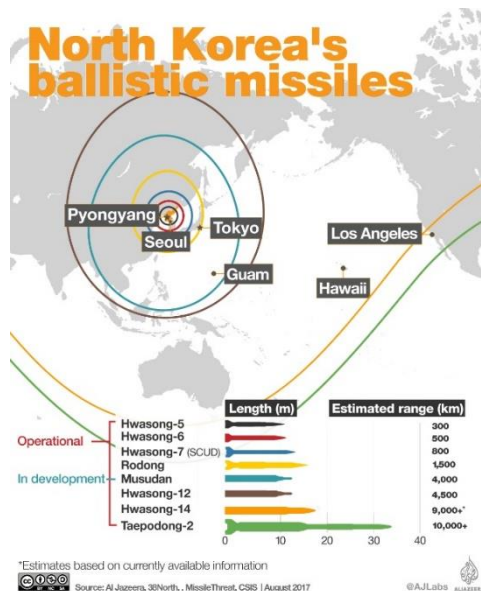 North Korea's
ballistic missiles
Pyongyang
Seoul
Tokyo
Guam
Los Angeles
Hawaii
Length (m) Estimated range (km)
Operational
In development
Hwasong-5 300
Hwasong-6 500
Hwasong-7 (SCUD) 800
Rodong 1,500
Musudan 4,000
Hwasong-12 4,500
Hwasong-14 9,000+*
Taepodong-2 10,000+
0 10 20 30 40
*Estimates based on currently available information
Source: Al Jazeera, 38North, , MissileThreat, CSIS | August 2017
@AJLabs
ALJAZEERA